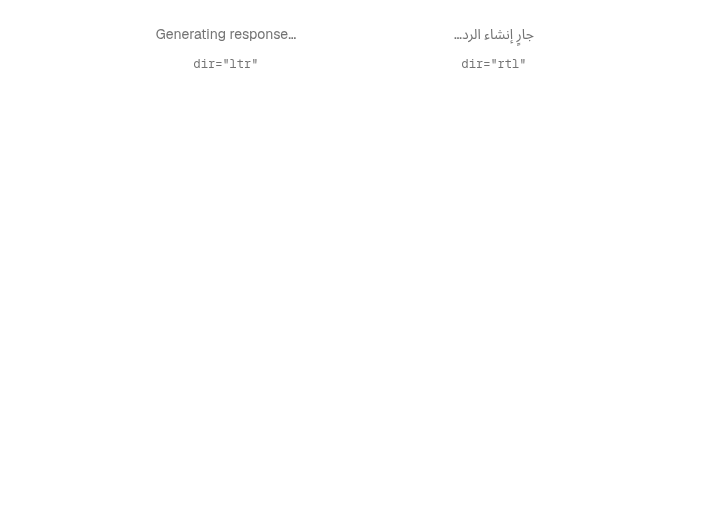 Generating response…
dir="ltr"
جارٍ إنشاء الرد…
dir="rtl"